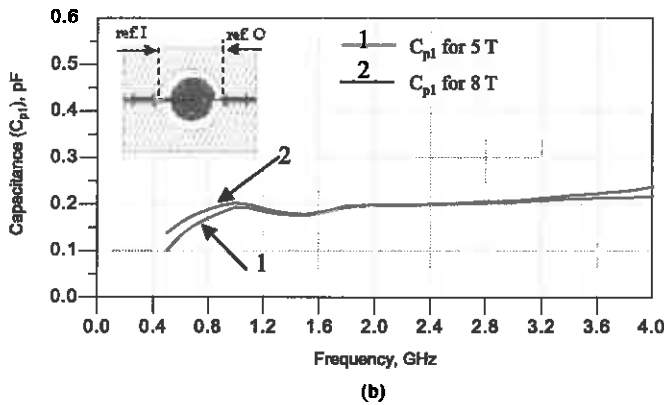 0.6
0.5
0.4
0.3
0.2
0.1
0.0
Capacitance (Cp1), pF
ref. I
ref. O
1 Cp1 for 5 T
2 Cp1 for 8 T
2
1
0.0 0.4 0.8 1.2 1.6 2.0 2.4 2.8 3.2 3.6 4.0
Frequency, GHz
(b)